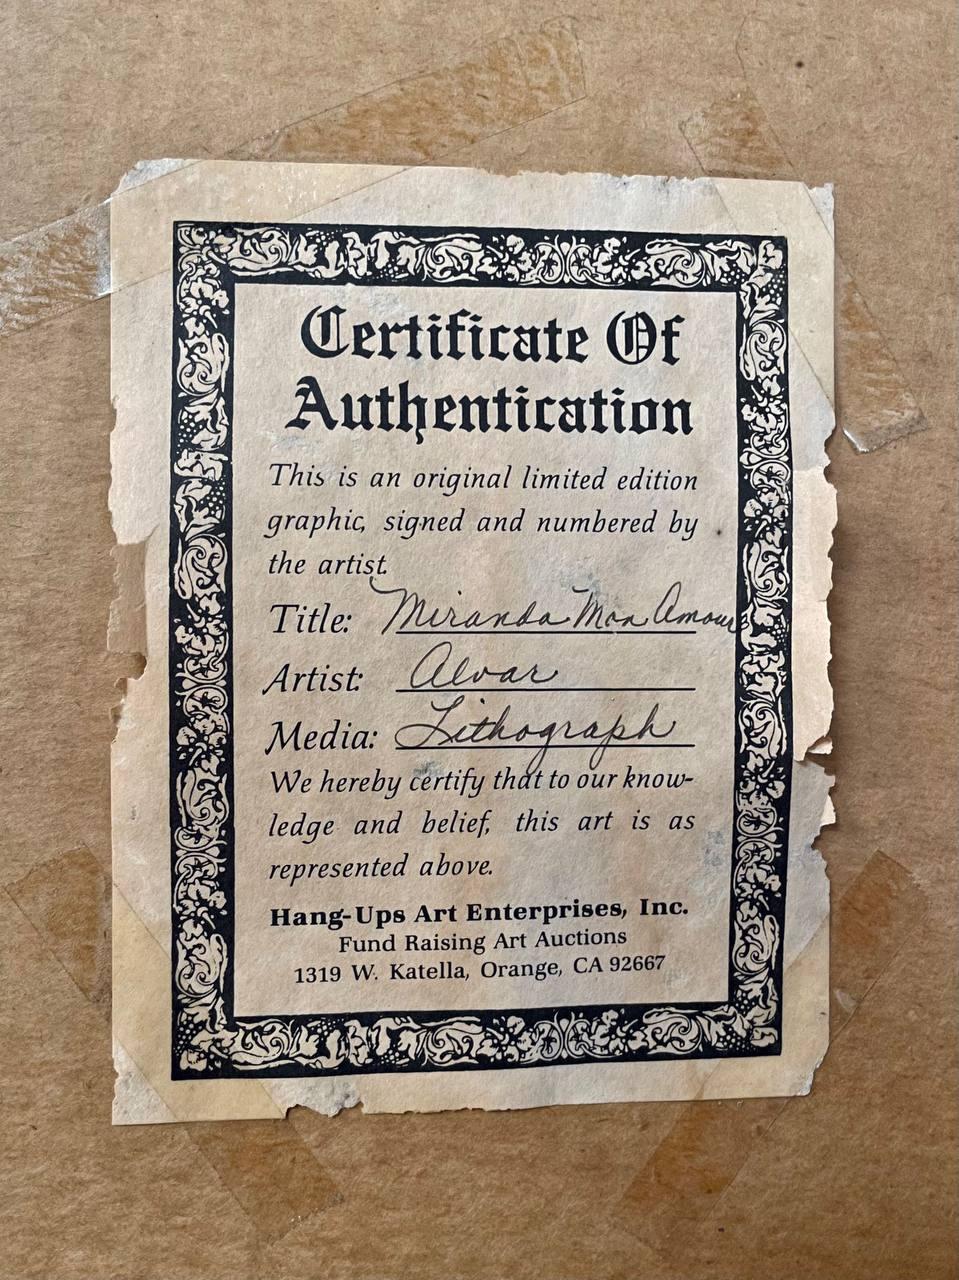 Certificate Of
Authentication
This is an original limited edition
graphic, signed and numbered by
the artist.
Title: Miranda Mon Amour
Artist: Alvar
Media: Lithograph
We hereby certify that to our know-
ledge and belief, this art is as
represented above.
Hang-Ups Art Enterprises, Inc.
Fund Raising Art Auctions
1319 W. Katella, Orange, CA 92667